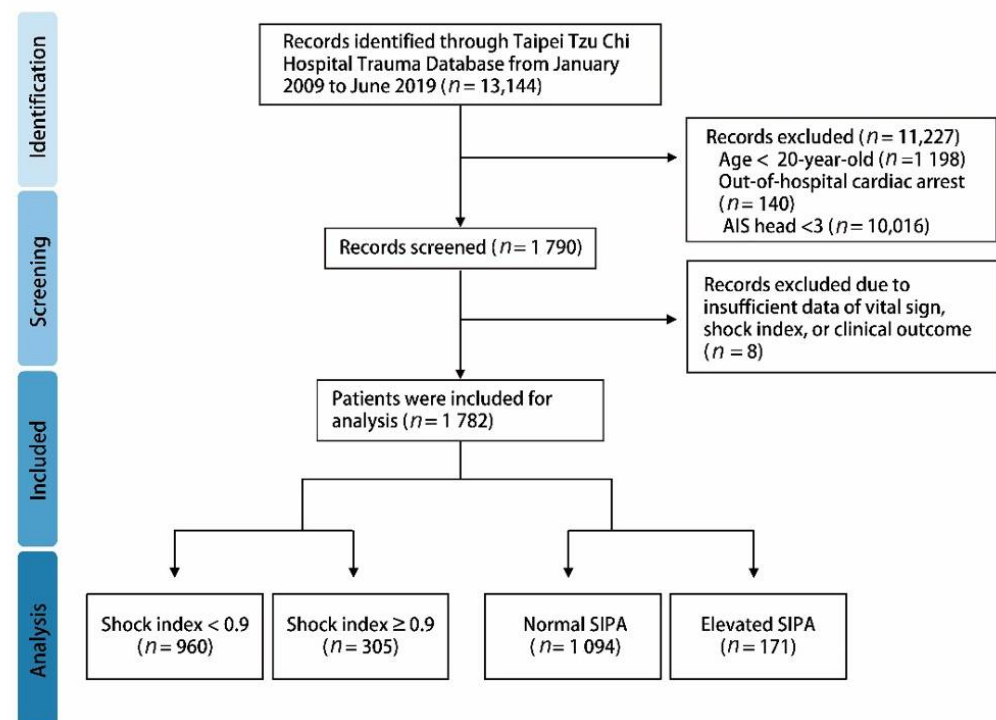 Identification
Records identified through Taipei Tzu Chi
Hospital Trauma Database from January
2009 to June 2019 (n = 13,144)
Records excluded (n = 11,227)
Age < 20-year-old (n =1 198)
Out-of-hospital cardiac arrest
(n = 140)
AIS head <3 (n = 10,016)
Screening
Records screened (n = 1 790)
Records excluded due to
insufficient data of vital sign,
shock index, or clinical outcome
(n = 8)
Included
Patients were included for
analysis (n = 1 782)
Analysis
Shock index < 0.9
(n = 960)
Shock index ≥ 0.9
(n = 305)
Normal SIPA
(n = 1 094)
Elevated SIPA
(n = 171)